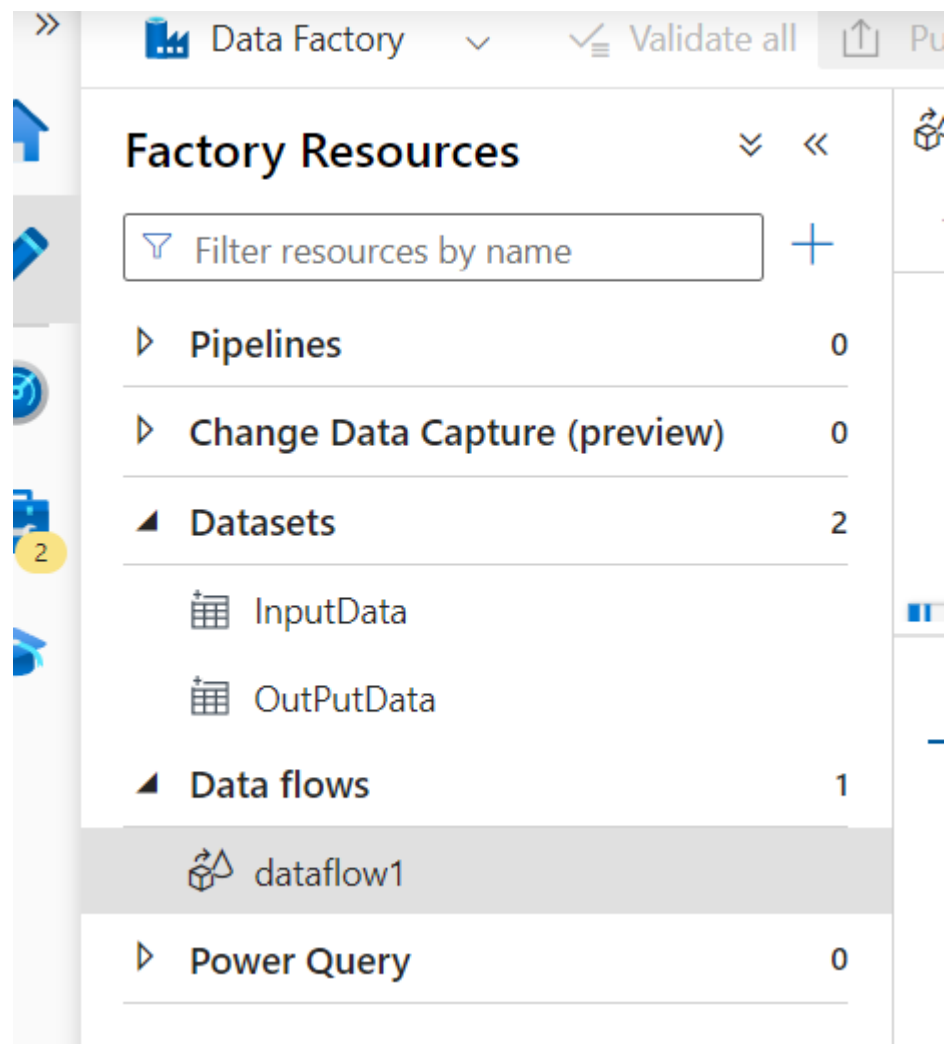 Data Factory Validate all
Factory Resources
Filter resources by name
Pipelines 0
Change Data Capture (preview) 0
Datasets 2
2
InputData
OutPutData
Data flows 1
dataflow1
Power Query 0